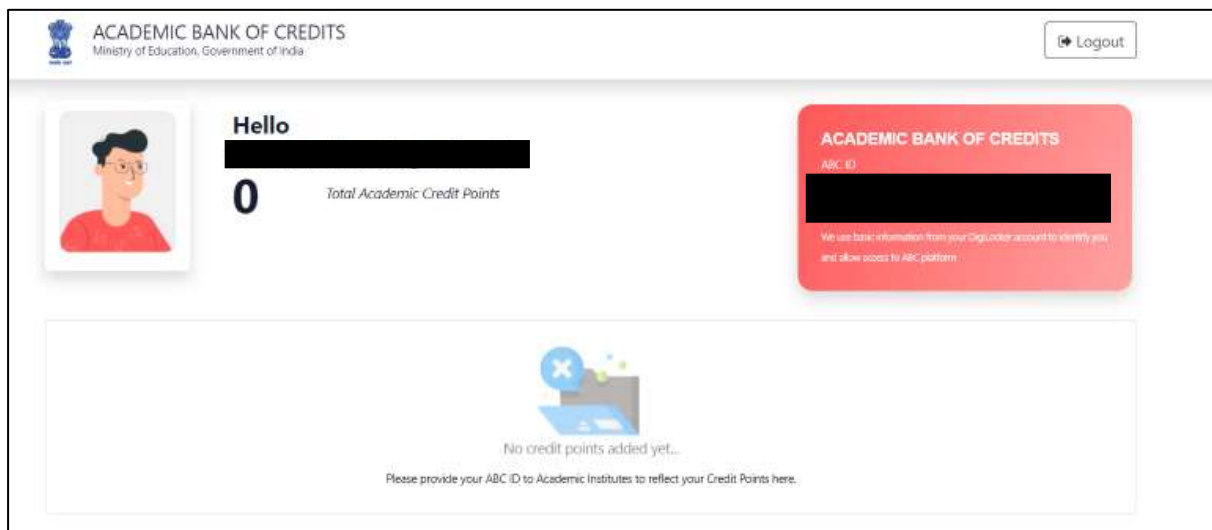 ACADEMIC BANK OF CREDITS
Ministry of Education, Government of India
Logout
Hello
0
Total Academic Credit Points
ACADEMIC BANK OF CREDITS
ABC ID
We use basic information from your DigiLocker account to identify you
and allow access to ABC platform
No credit points added yet...
Please provide your ABC ID to Academic Institutes to reflect your Credit Points here.